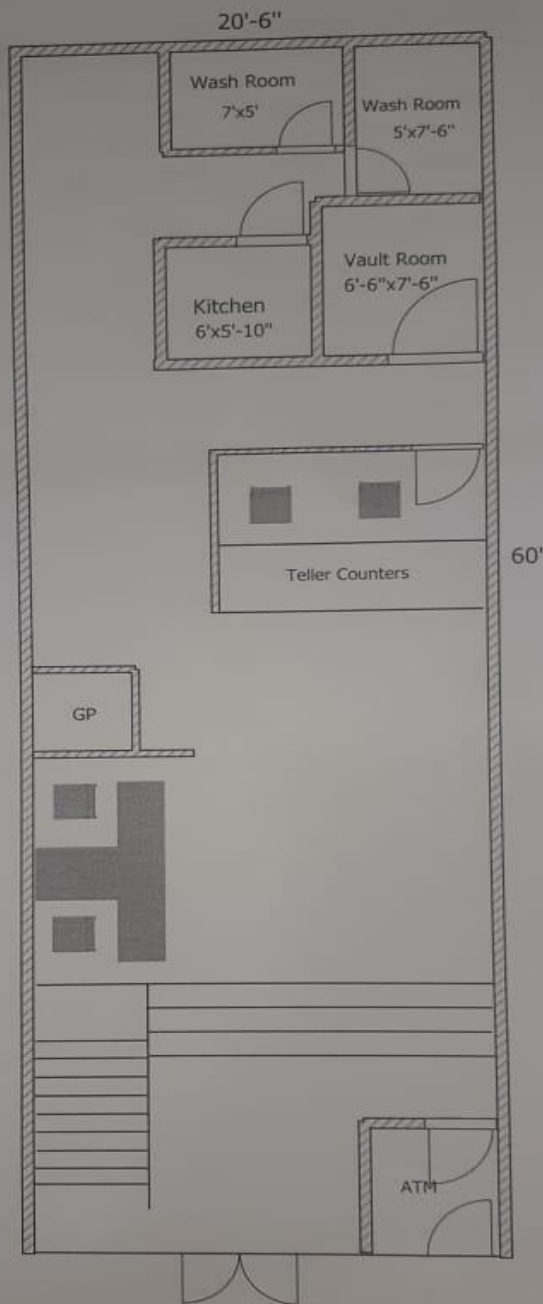 20'-6"
Wash Room
7'x5'
Wash Room
5'x7'-6"
Vault Room
6'-6"x7'-6"
Kitchen
6'x5'-10"
Teller Counters
60'
GP
ATM